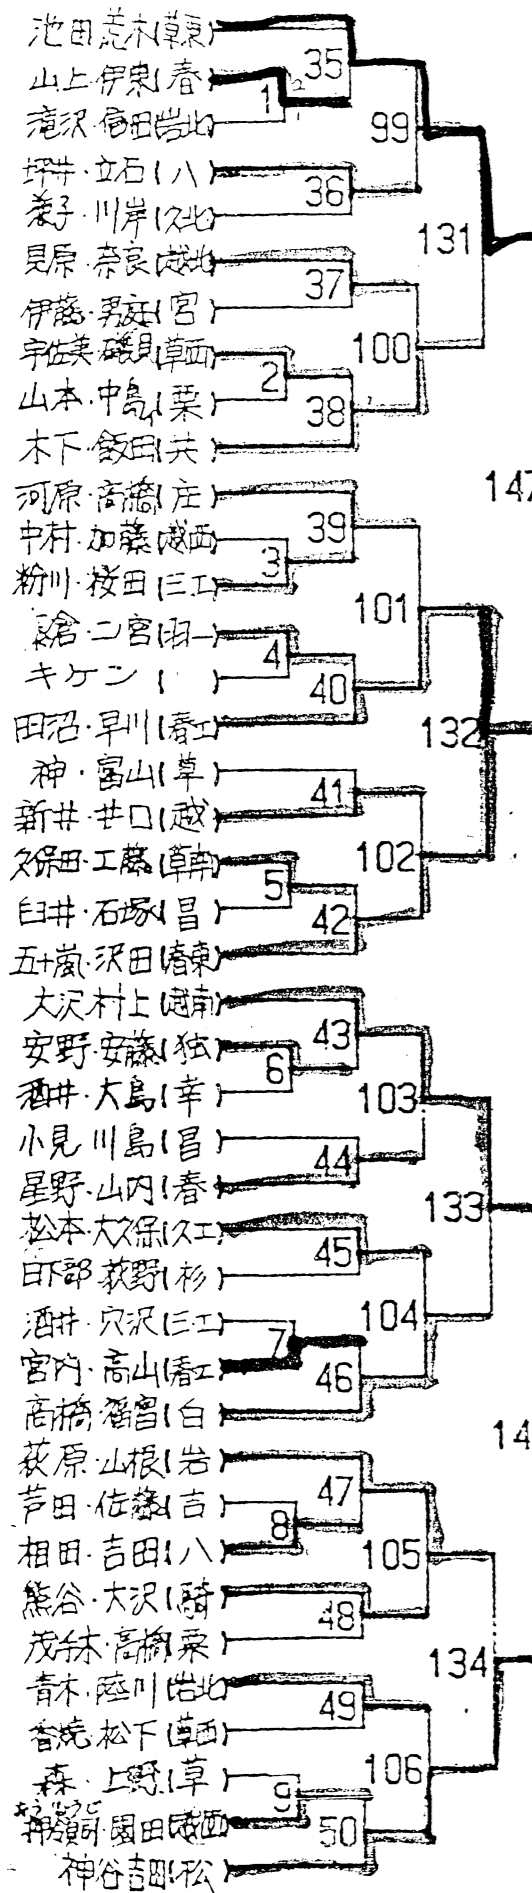 池田 荒木(草東)
35
山上・伊東(春)
1
滝沢・倉田(岩北)
99
坪井・立石(八)
36
金子・川岸(久北)
131
見原・奈良(越北)
37
伊藤・男庭(宮)
100
宇佐美・磯貝(草西)
2
山本・中島(栗)
38
木下・飯田(共)
河原・高橋(庄)
147
39
中村・加藤(越西)
3
粉川・桜田(三工)
101
二宮(羽一)
4
キケン( )
40
田沼・早川(春工)
132
神・富山(草)
41
新井・井口(越)
102
久保田・工藤(草南)
5
臼井・石塚(昌)
42
五十嵐・沢田(春東)
大沢 村上(越南)
43
安野・安藤(独)
6
酒井・大島(幸)
103
小見 川島(昌)
44
星野・山内(春)
133
松本・大久保(久工)
45
日下部 荻野(杉)
104
酒井・穴沢(三工)
7
宮内・高山(春工)
46
高橋 稲曽(白)
14
荻原・山根(岩)
47
芦田・佐藤(吉)
8
相田・吉田(八)
105
熊谷・大沢(騎)
48
茂手木・高橋(栗)
134
青木・陸川(岩北)
49
松下(草西)
106
森・上野(草)
9
押領司・園田(越西)
50
神谷 吉田(松)